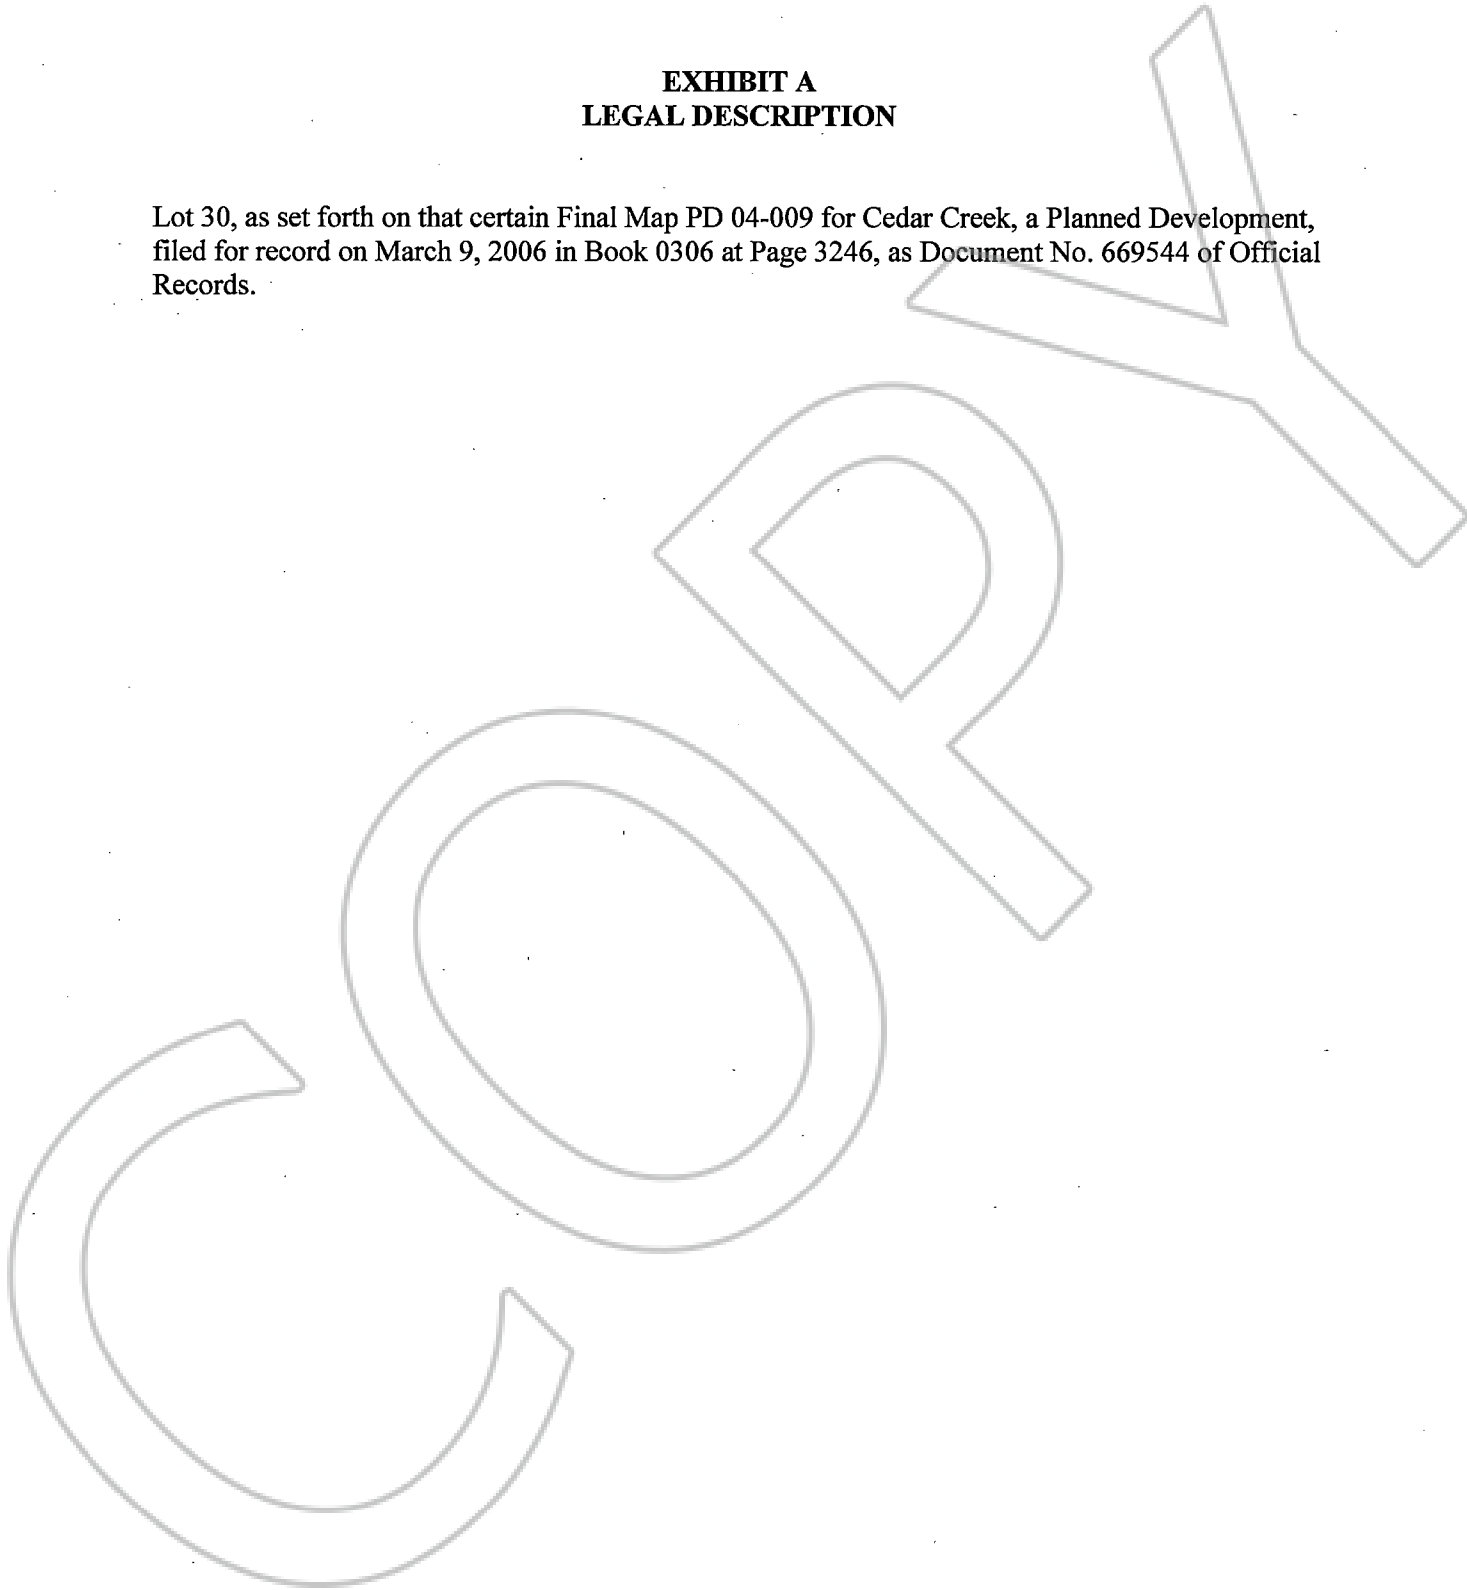 EXHIBIT A
LEGAL DESCRIPTION
Lot 30, as set forth on that certain Final Map PD 04-009 for Cedar Creek, a Planned Development,
filed for record on March 9, 2006 in Book 0306 at Page 3246, as Document No. 669544 of Official
Records.
COPY